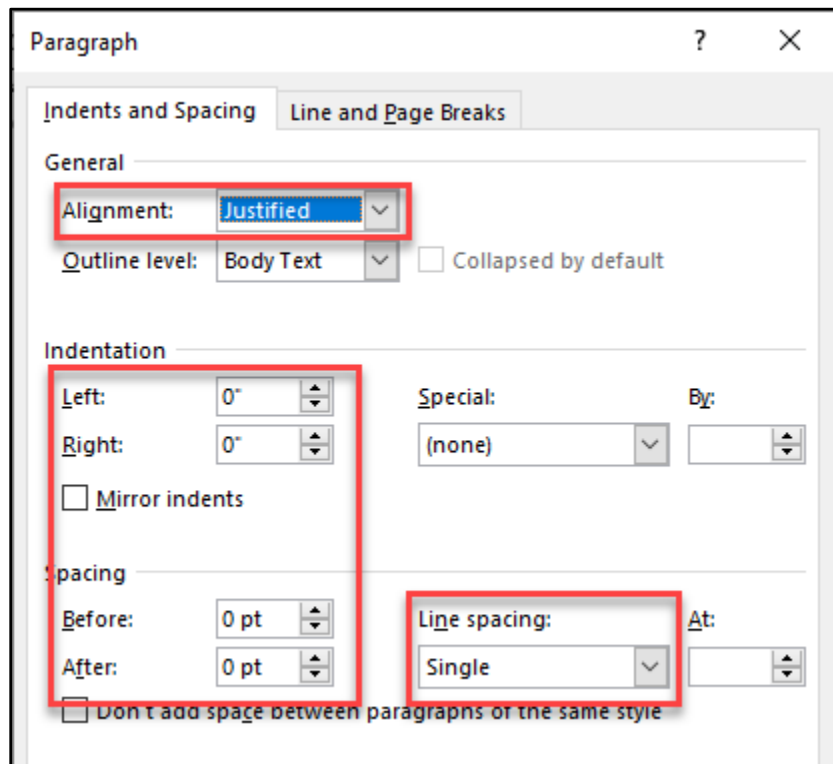 Paragraph ? ×
Indents and Spacing Line and Page Breaks
General
Alignment: Justified
Outline level: Body Text Collapsed by default
Indentation
Left: 0" Special: By:
Right: 0" (none)
Mirror indents
Spacing
Before: 0 pt Line spacing: At:
After: 0 pt Single
Don't add space between paragraphs of the same style